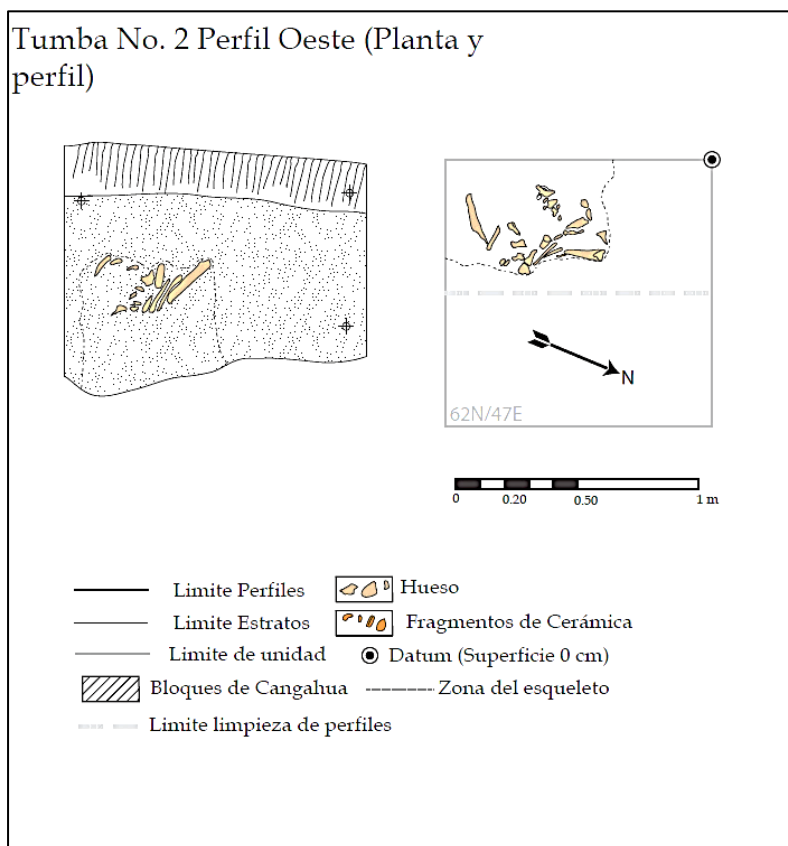 Tumba No. 2 Perfil Oeste (Planta y
perfil)
N
62N/47E
0 0.20 0.50 1 m
Limite Perfiles
Hueso
Limite Estratos
Fragmentos de Cerámica
Limite de unidad
Datum (Superficie 0 cm)
Bloques de Cangahua
Zona del esqueleto
Limite limpieza de perfiles